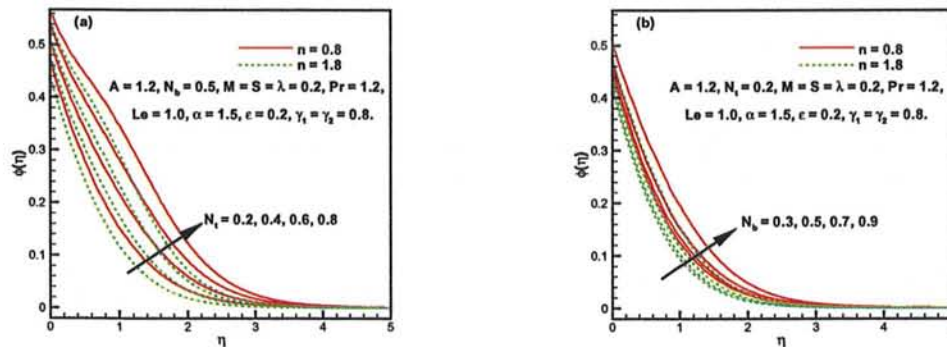 (a)
n = 0.8
n = 1.8
A = 1.2, N_b = 0.5, M = S = λ = 0.2, Pr = 1.2,
Le = 1.0, α = 1.5, ε = 0.2, γ_1 = γ_2 = 0.8.
N_t = 0.2, 0.4, 0.6, 0.8
ϕ(η)
0.5
0.4
0.3
0.2
0.1
0
0 1 2 3 4 5
η
(b)
n = 0.8
n = 1.8
A = 1.2, N_t = 0.2, M = S = λ = 0.2, Pr = 1.2,
Le = 1.0, α = 1.5, ε = 0.2, γ_1 = γ_2 = 0.8.
N_b = 0.3, 0.5, 0.7, 0.9
ϕ(η)
0.5
0.4
0.3
0.2
0.1
0
0 1 2 3 4
η